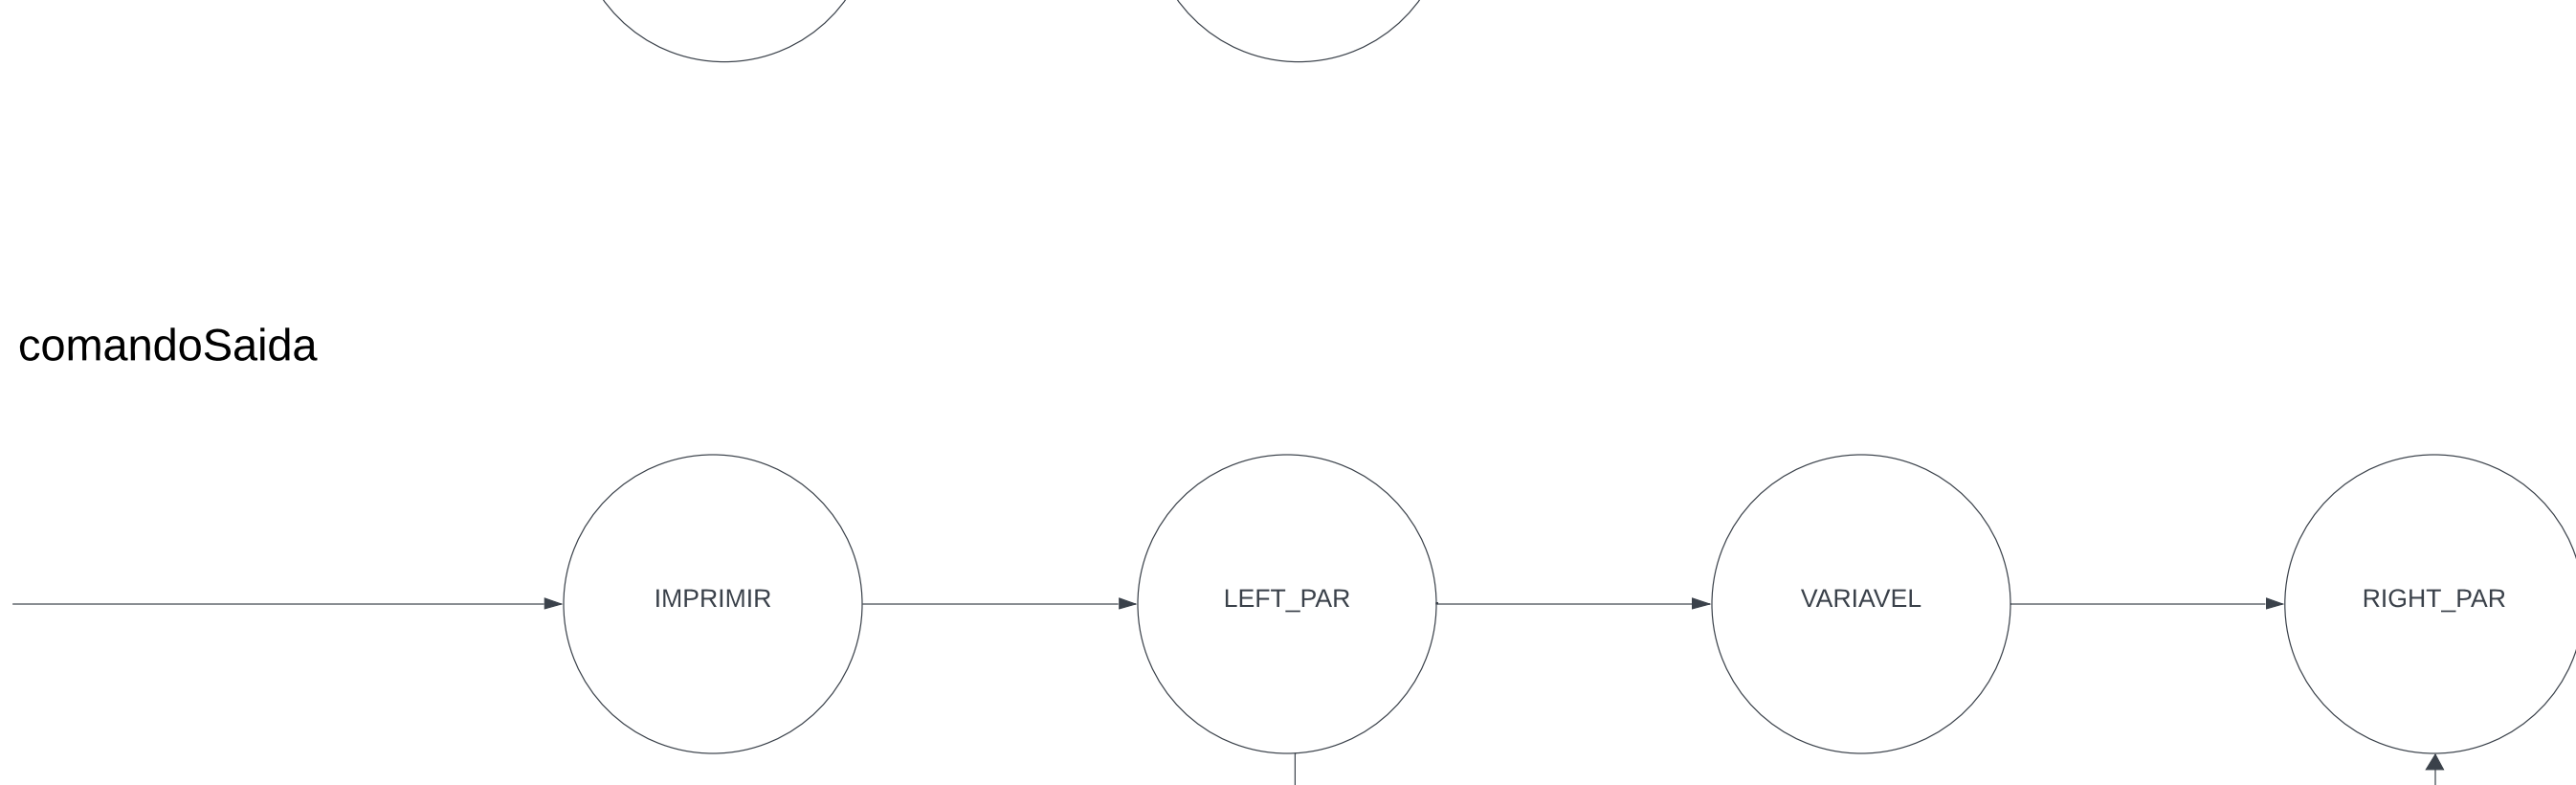 comandoSaida
IMPRIMIR
LEFT_PAR
VARIAVEL
RIGHT_PAR